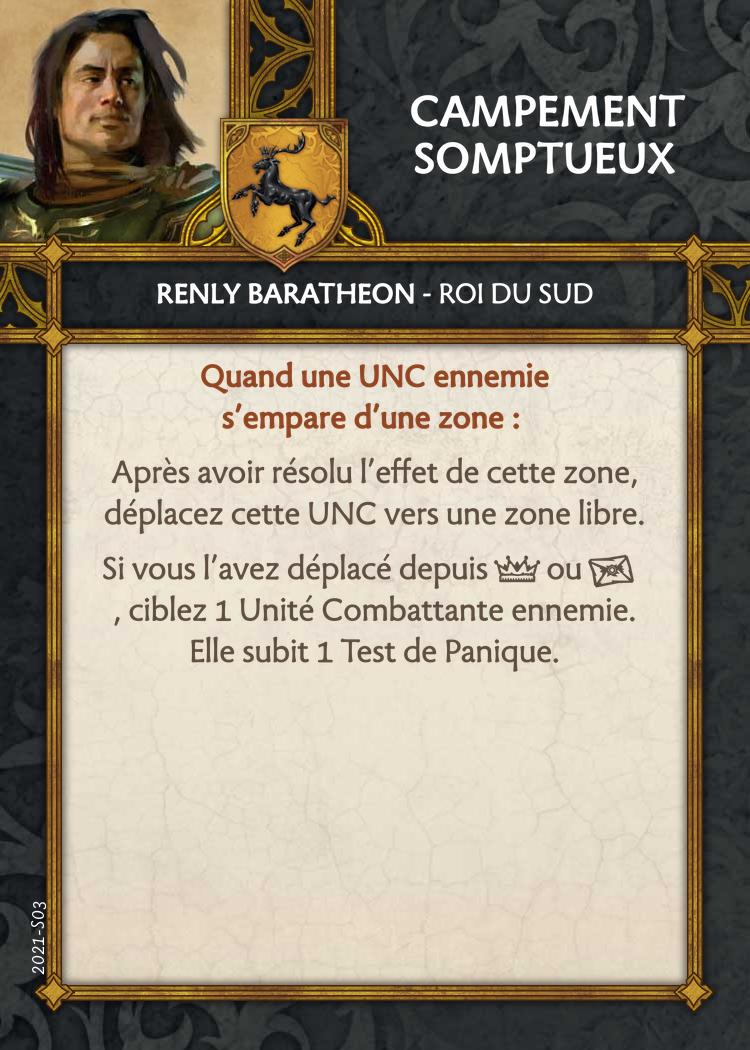 CAMPEMENT
SOMPTUEUX
RENLY BARATHEON - ROI DU SUD
Quand une UNC ennemie
s'empare d'une zone :
Après avoir résolu l'effet de cette zone,
déplacez cette UNC vers une zone libre.
Si vous l'avez déplacé depuis ou
, ciblez 1 Unité Combattante ennemie.
Elle subit 1 Test de Panique.
2021-S03